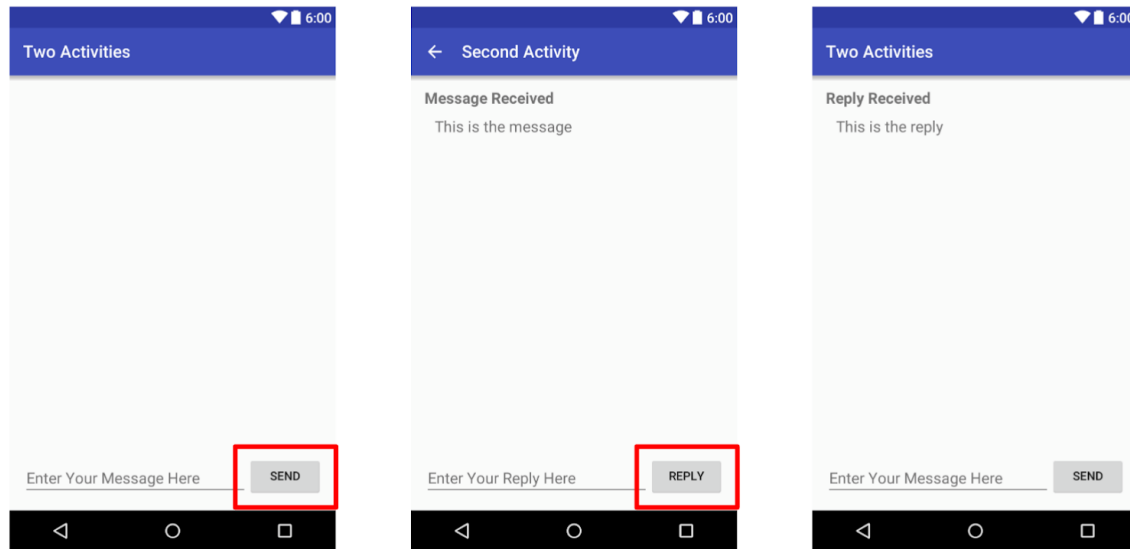 6:00
Two Activities
Enter Your Message Here
SEND
6:00
Second Activity
Message Received
This is the message
Enter Your Reply Here
REPLY
6:00
Two Activities
Reply Received
This is the reply
Enter Your Message Here
SEND